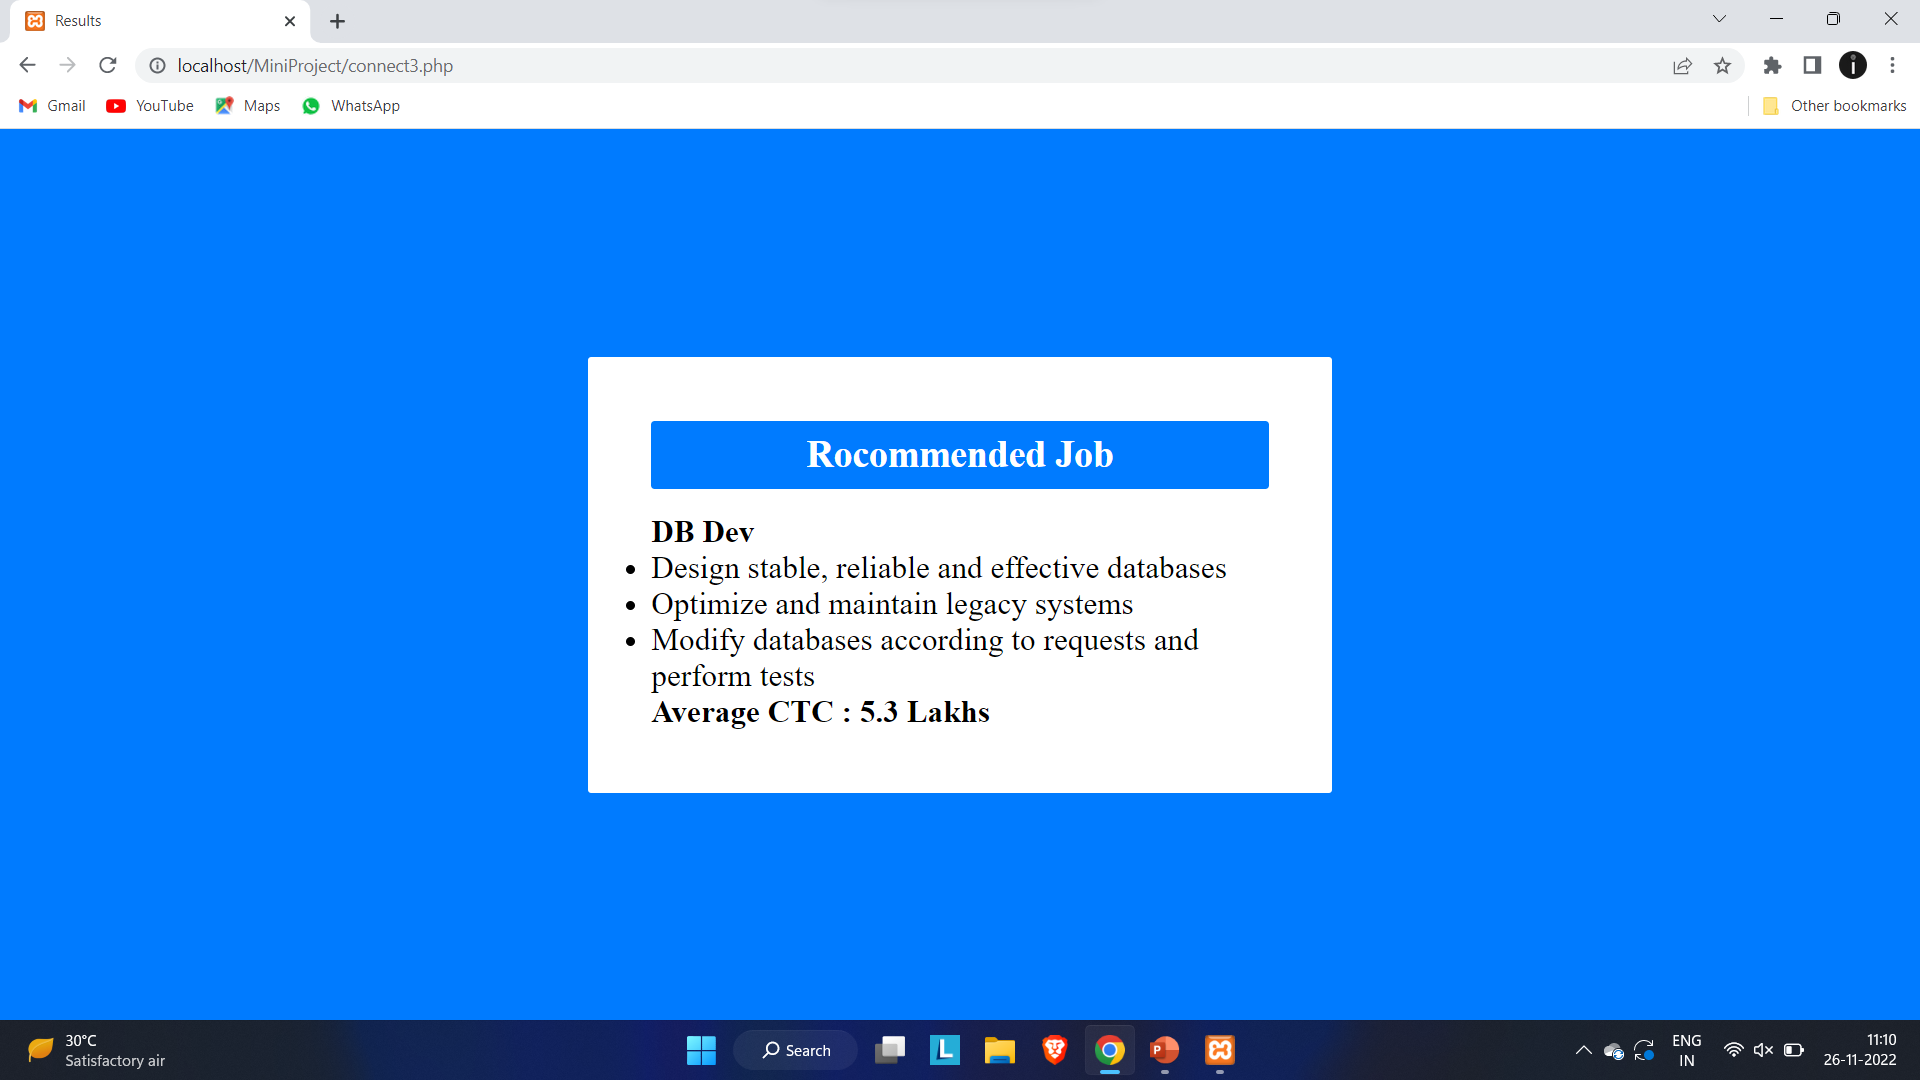 Results
localhost/MiniProject/connect3.php
Gmail YouTube Maps WhatsApp Other bookmarks
Rocommended Job
DB Dev
• Design stable, reliable and effective databases
• Optimize and maintain legacy systems
• Modify databases according to requests and
perform tests
Average CTC : 5.3 Lakhs
30°C
Satisfactory air
Search
ENG
IN
11:10
26-11-2022